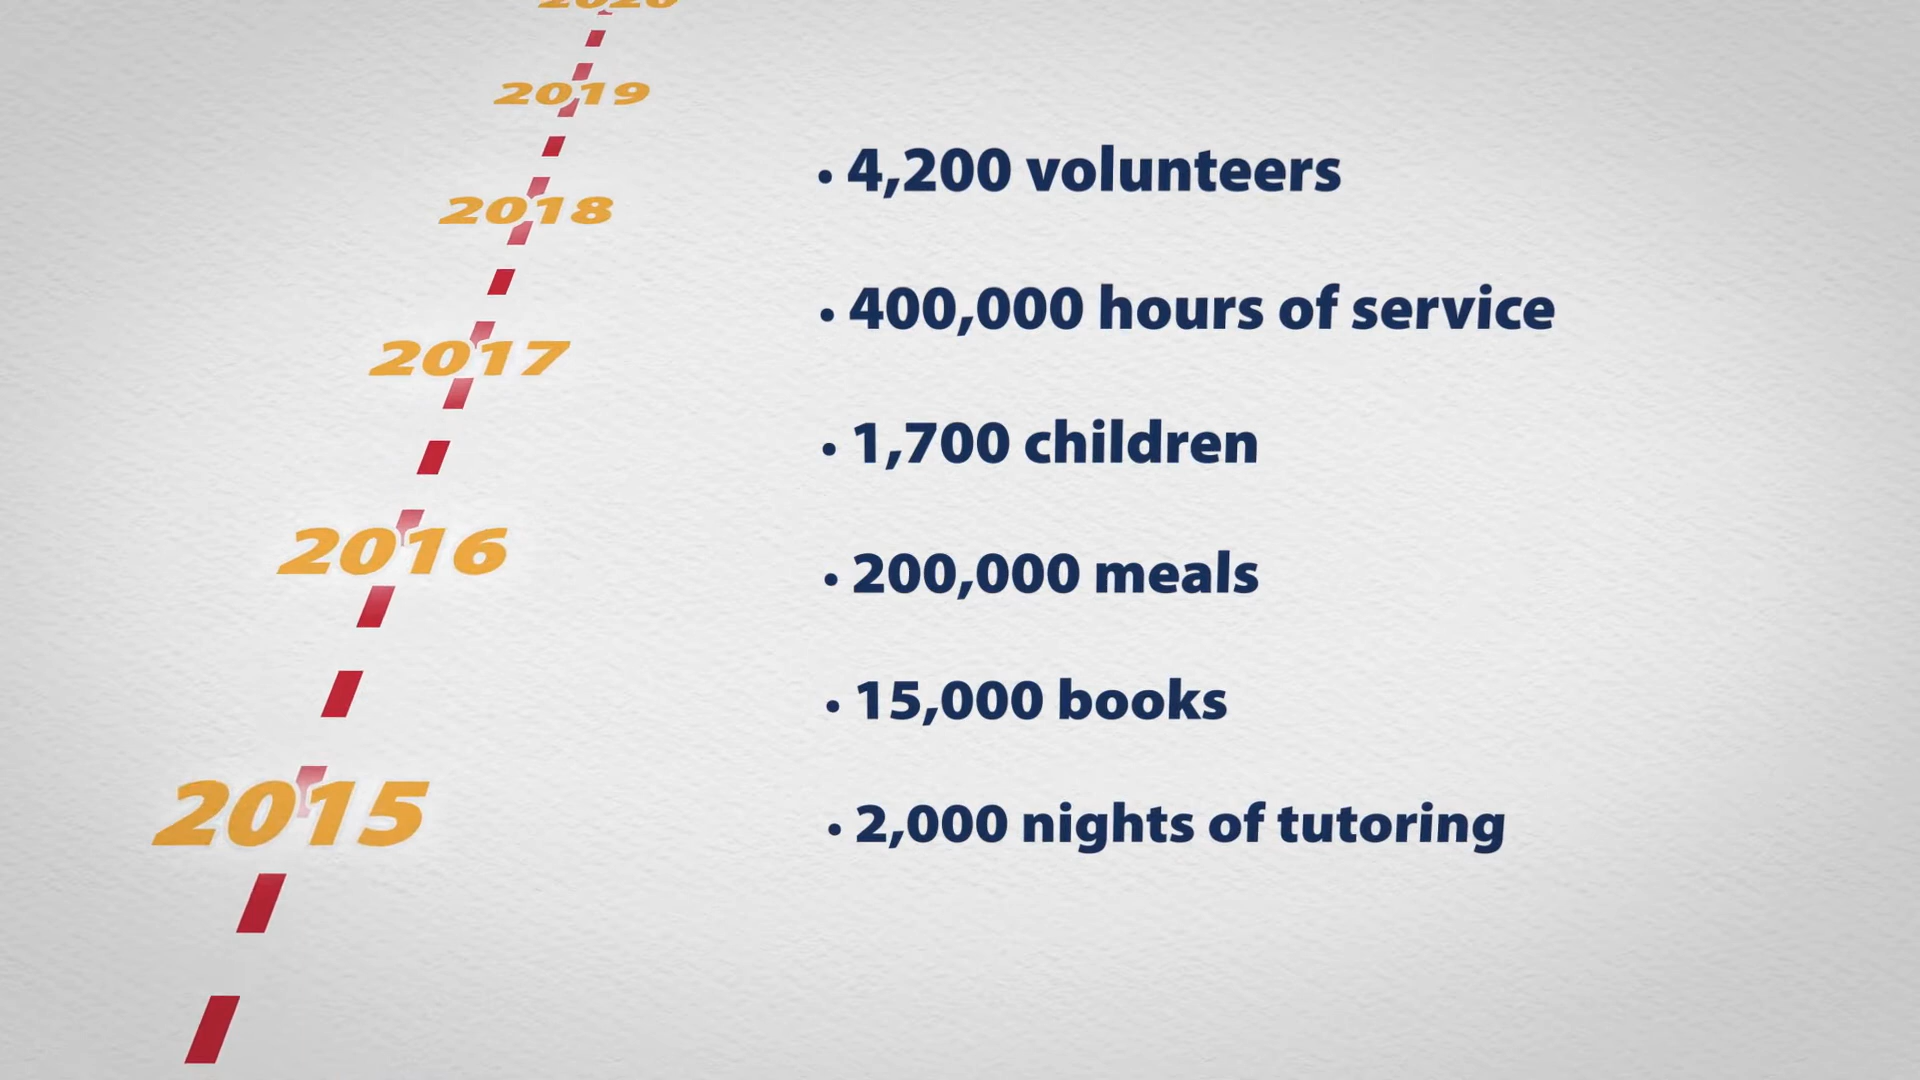 2020
2019
2018
2017
2016
2015
• 4,200 volunteers
• 400,000 hours of service
• 1,700 children
• 200,000 meals
• 15,000 books
• 2,000 nights of tutoring